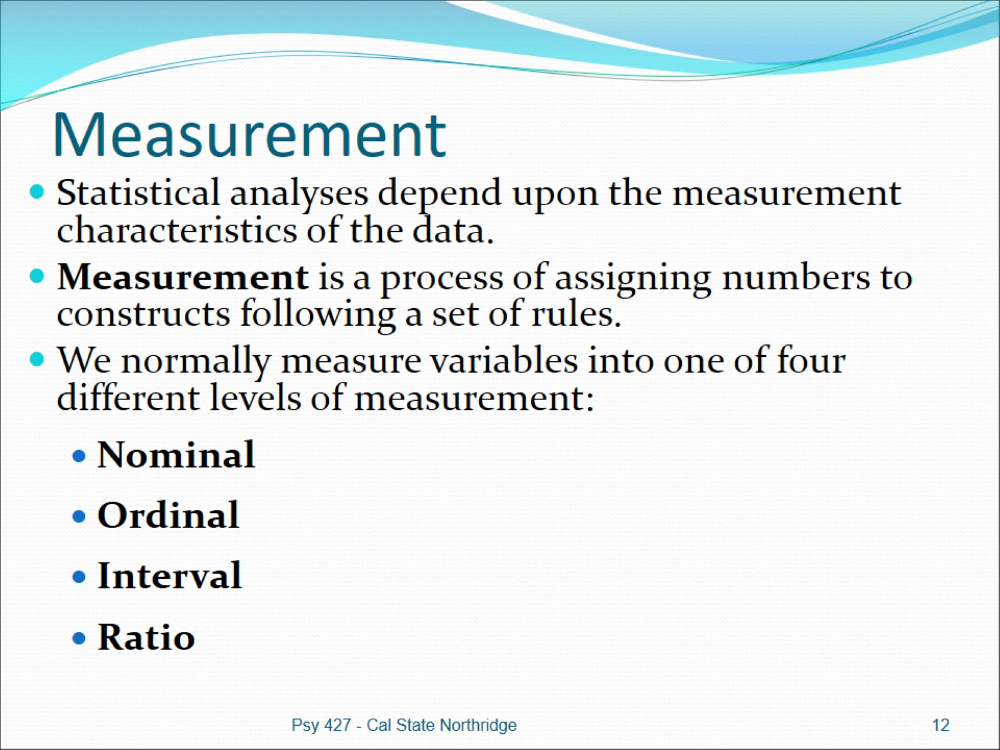 Measurement
• Statistical analyses depend upon the measurement
characteristics of the data.
• Measurement is a process of assigning numbers to
constructs following a set of rules.
• We normally measure variables into one of four
different levels of measurement:
• Nominal
• Ordinal
• Interval
• Ratio
Psy 427 - Cal State Northridge
12